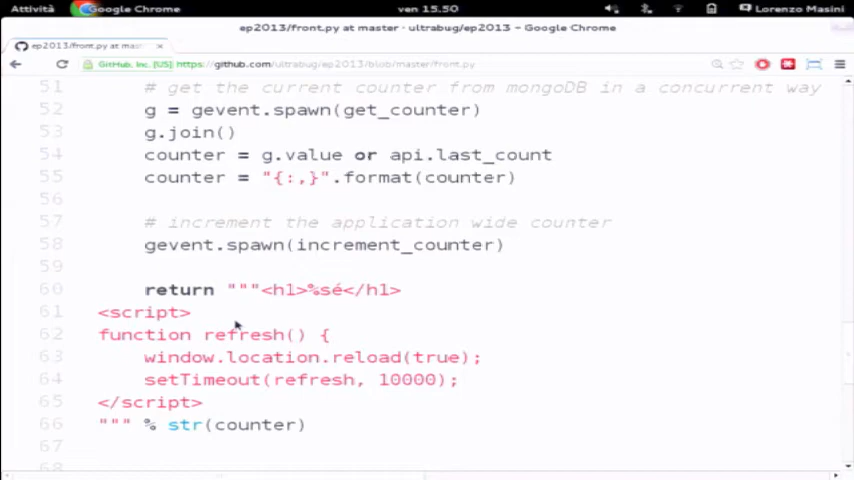 Attività
Google Chrome
ven 15.50
Lorenzo Masini
ep2013/front.py at master · ultrabug/ep2013 - Google Chrome
ep2013/front.py at mas
GitHub, Inc. [US] https://github.com/ultrabug/ep2013/blob/master/front.py
51 # get the current counter from mongoDB in a concurrent way
52 g = gevent.spawn(get_counter)
53 g.join()
54 counter = g.value or api.last_count
55 counter = "{:,}".format(counter)
56
57 # increment the application wide counter
58 gevent.spawn(increment_counter)
59
60 return """<h1>%sé</h1>
61 <script>
62 function refresh() {
63 window.location.reload(true);
64 setTimeout(refresh, 10000);
65 </script>
66 """ % str(counter)
67
68